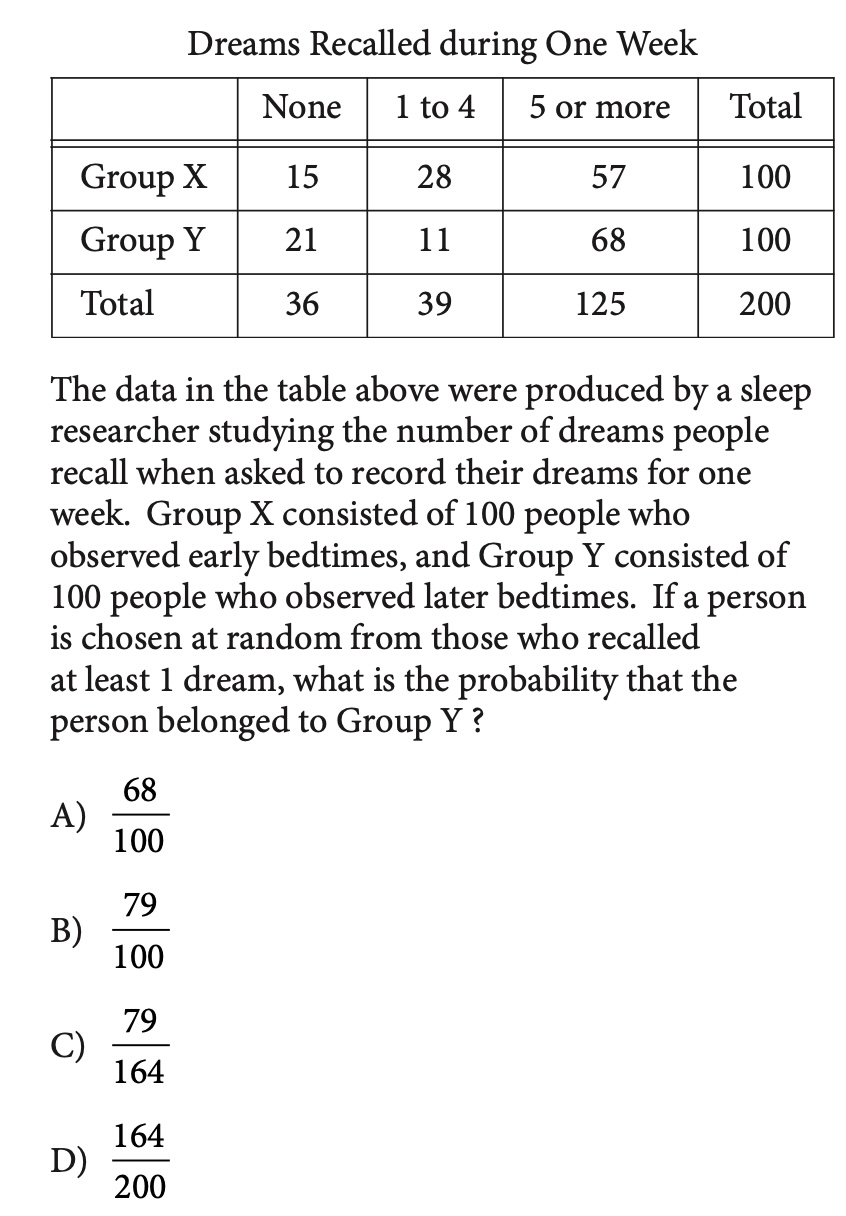 Dreams Recalled during One Week
None 1 to 4 5 or more Total
Group X 15 28 57 100
Group Y 21 11 68 100
Total 36 39 125 200
The data in the table above were produced by a sleep
researcher studying the number of dreams people
recall when asked to record their dreams for one
week. Group X consisted of 100 people who
observed early bedtimes, and Group Y consisted of
100 people who observed later bedtimes. If a person
is chosen at random from those who recalled
at least 1 dream, what is the probability that the
person belonged to Group Y ?
A) 68/100
B) 79/100
C) 79/164
D) 164/200